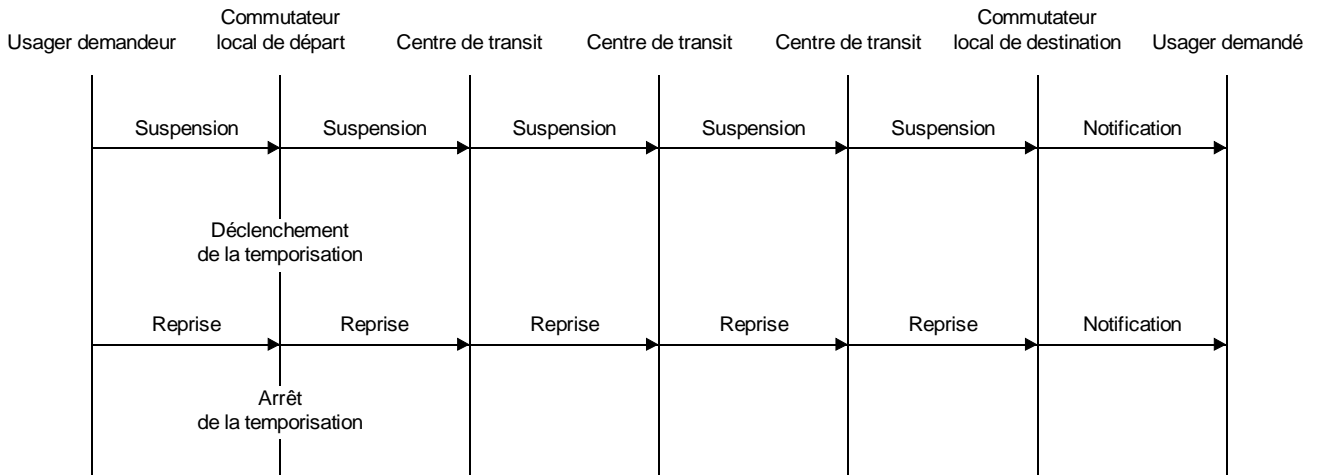 Usager demandeur
Commutateur
local de départ
Centre de transit
Centre de transit
Centre de transit
Commutateur
local de destination
Usager demandé
Suspension
Suspension
Suspension
Suspension
Suspension
Notification
Déclenchement
de la temporisation
Reprise
Reprise
Reprise
Reprise
Reprise
Notification
Arrêt
de la temporisation